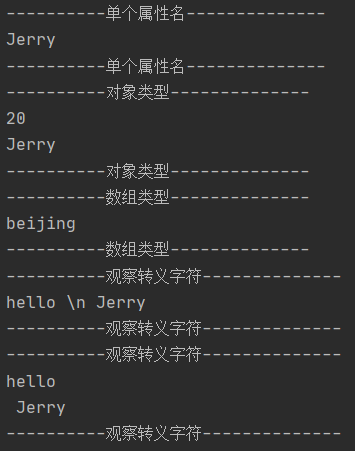 ----------单个属性名--------------
Jerry
----------单个属性名--------------
----------对象类型--------------
20
Jerry
----------对象类型--------------
----------数组类型--------------
beijing
----------数组类型--------------
----------观察转义字符--------------
hello \n Jerry
----------观察转义字符--------------
----------观察转义字符--------------
hello
 Jerry
----------观察转义字符--------------